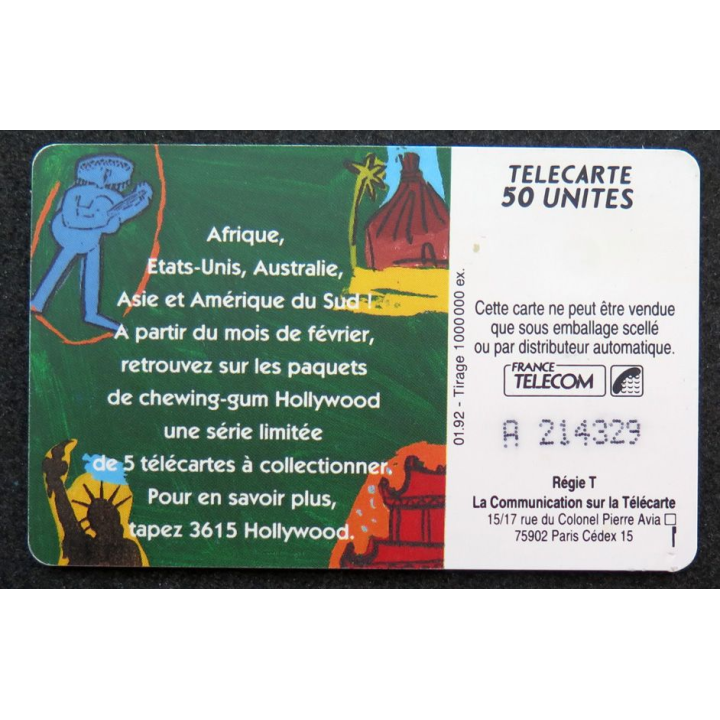 Afrique,
Etats-Unis, Australie,
Asie et Amérique du Sud !
A partir du mois de février,
retrouvez sur les paquets
de chewing-gum Hollywood
une série limitée
de 5 télécartes à collectionner.
Pour en savoir plus,
tapez 3615 Hollywood.
01.92 - Tirage 1 000 000 ex.
TELECARTE
50 UNITES
Cette carte ne peut être vendue
que sous emballage scellé
ou par distributeur automatique.
FRANCE
TELECOM
A 214329
Régie T
La Communication sur la Télécarte
15/17 rue du Colonel Pierre Avia
75902 Paris Cédex 15